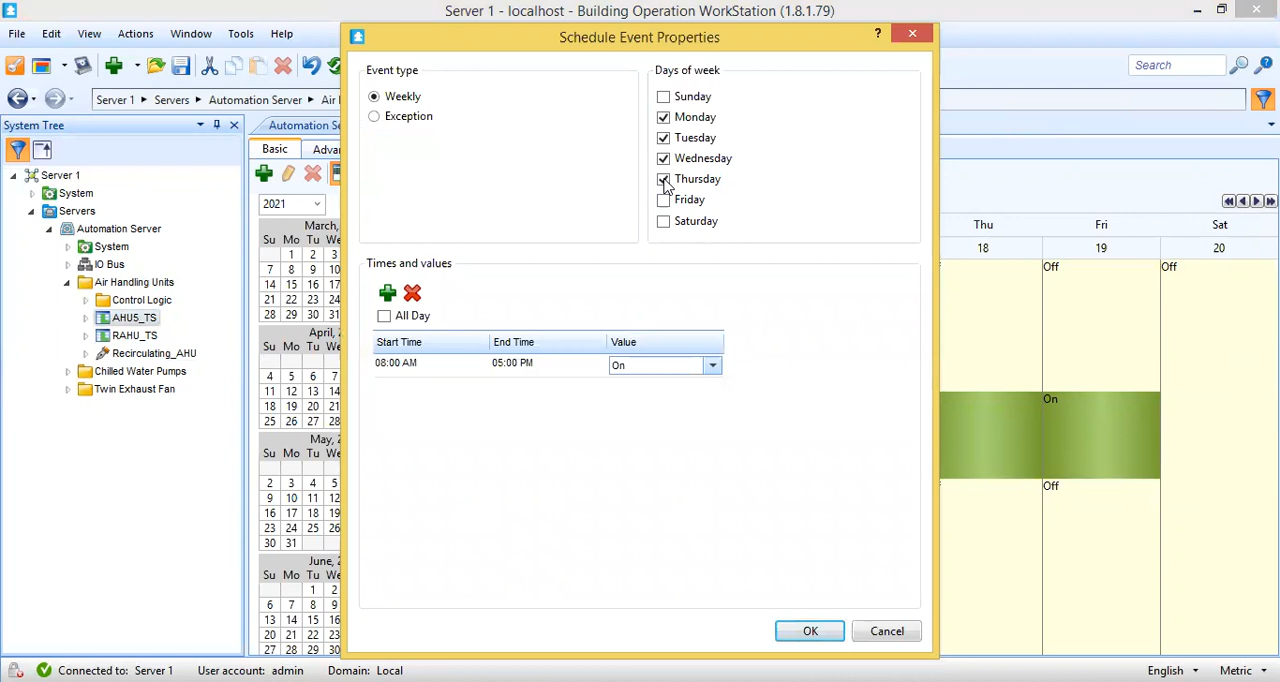 Server 1 - localhost - Building Operation WorkStation (1.8.1.79)
File Edit View Actions Window Tools Help
Schedule Event Properties ?
Search
Server 1 Servers Automation Server Air
System Tree
Server 1
System
Servers
Automation Server
System
IO Bus
Air Handling Units
Control Logic
AHU5_TS
RAHU_TS
Recirculating_AHU
Chilled Water Pumps
Twin Exhaust Fan
Automation Se
Basic Advan
2021
March,
Su Mo Tu We
1 2 3
7 8 9 10
14 15 16 17
21 22 23 24
28 29 30 31
April,
Su Mo Tu We
4 5 6 7
11 12 13 14
18 19 20 21
25 26 27 28
May,
Su Mo Tu We
2 3 4 5
9 10 11 12
16 17 18 19
23 24 25 26
30 31
June,
Su Mo Tu We
1 2
6 7 8 9
13 14 15 16
20 21 22 23
27 28 29 30
Event type
Weekly
Exception
Days of week
Sunday
Monday
Tuesday
Wednesday
Thursday
Friday
Saturday
Times and values
All Day
Start Time End Time Value
08:00 AM 05:00 PM On
OK Cancel
Thu Fri Sat
18 19 20
Off Off
On
Off
Connected to: Server 1 User account: admin Domain: Local English Metric